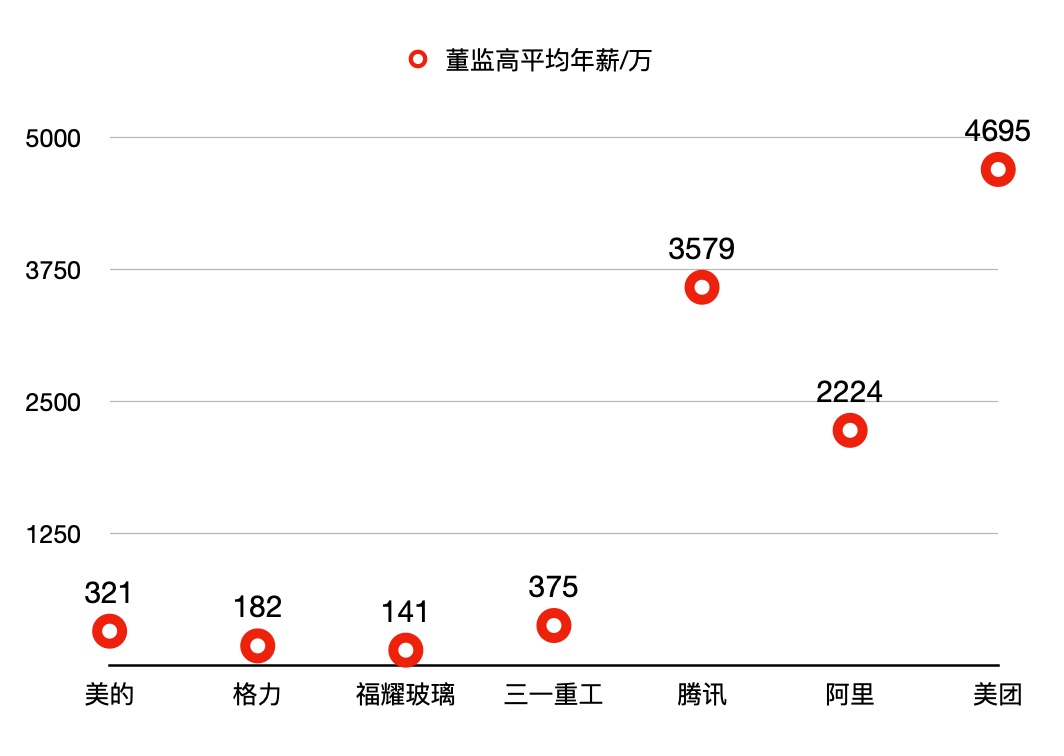 董监高平均年薪/万
5000
4695
3750
3579
2500
2224
1250
321
182
141
375
美的
格力
福耀玻璃
三一重工
腾讯
阿里
美团